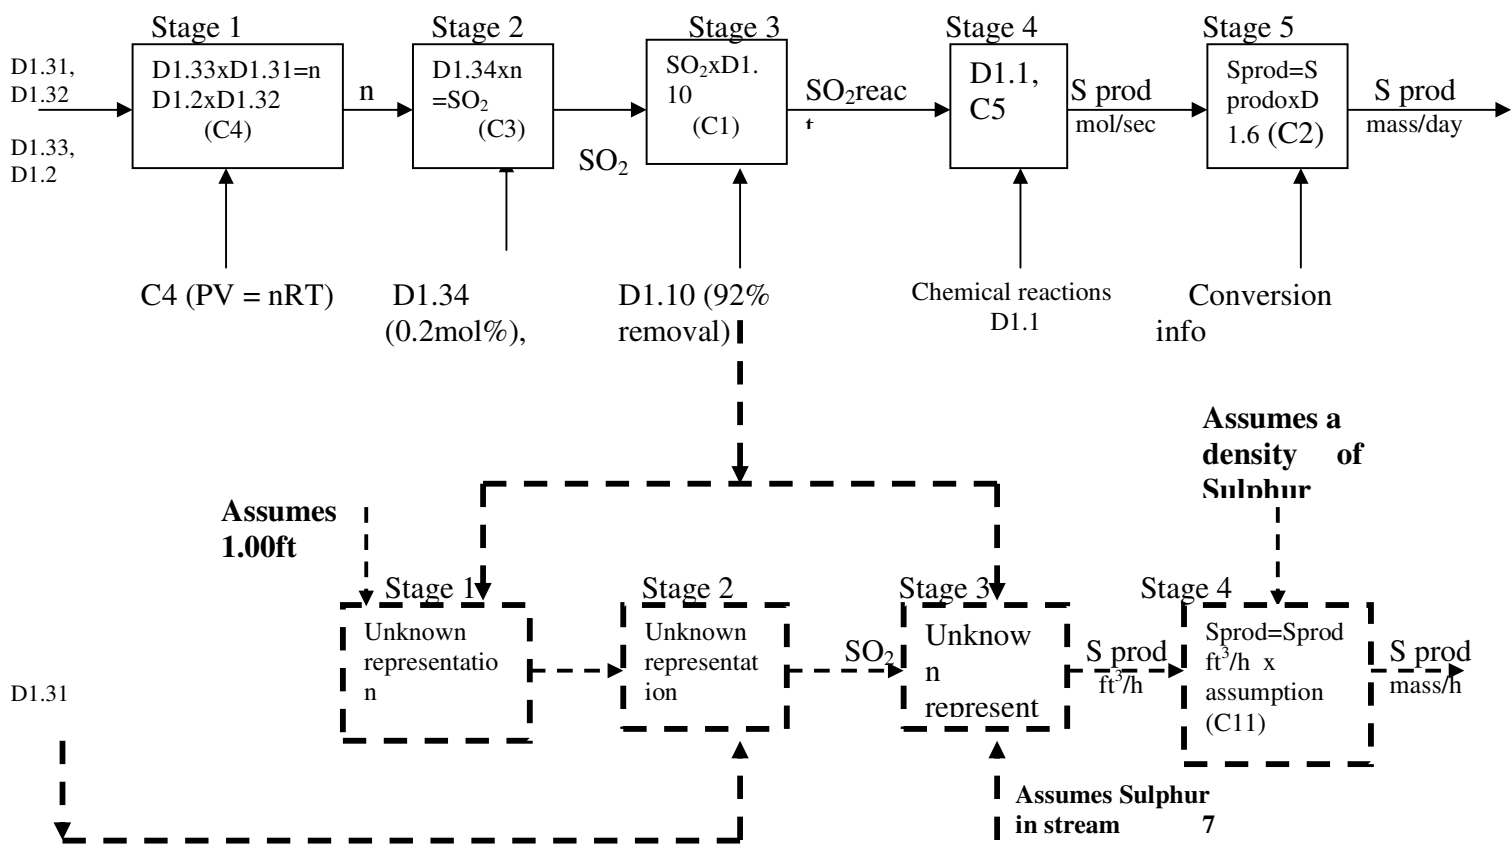 Stage 1
Stage 2
Stage 3
Stage 4
Stage 5
D1.31,
D1.32
D1.33,
D1.2
D1.33xD1.31=n
D1.2xD1.32
(C4)
n
D1.34xn
=SO₂
(C3)
SO₂
SO₂xD1.
10
(C1)
SO₂reac
t
D1.1,
C5
S prod
mol/sec
Sprod=S
prodoxD
1.6 (C2)
S prod
mass/day
C4 (PV = nRT)
D1.34
(0.2mol%),
D1.10 (92%
removal)
Chemical reactions
D1.1
Conversion
info
Assumes a
density of
Sulphur
Assumes
1.00ft
Stage 1
Stage 2
Stage 3
Stage 4
Unknown
representatio
n
Unknown
representat
ion
SO₂
Unknow
n
represent
S prod
ft³/h
Sprod=Sprod
ft³/h x
assumption
(C11)
S prod
mass/h
D1.31
Assumes Sulphur
in stream 7